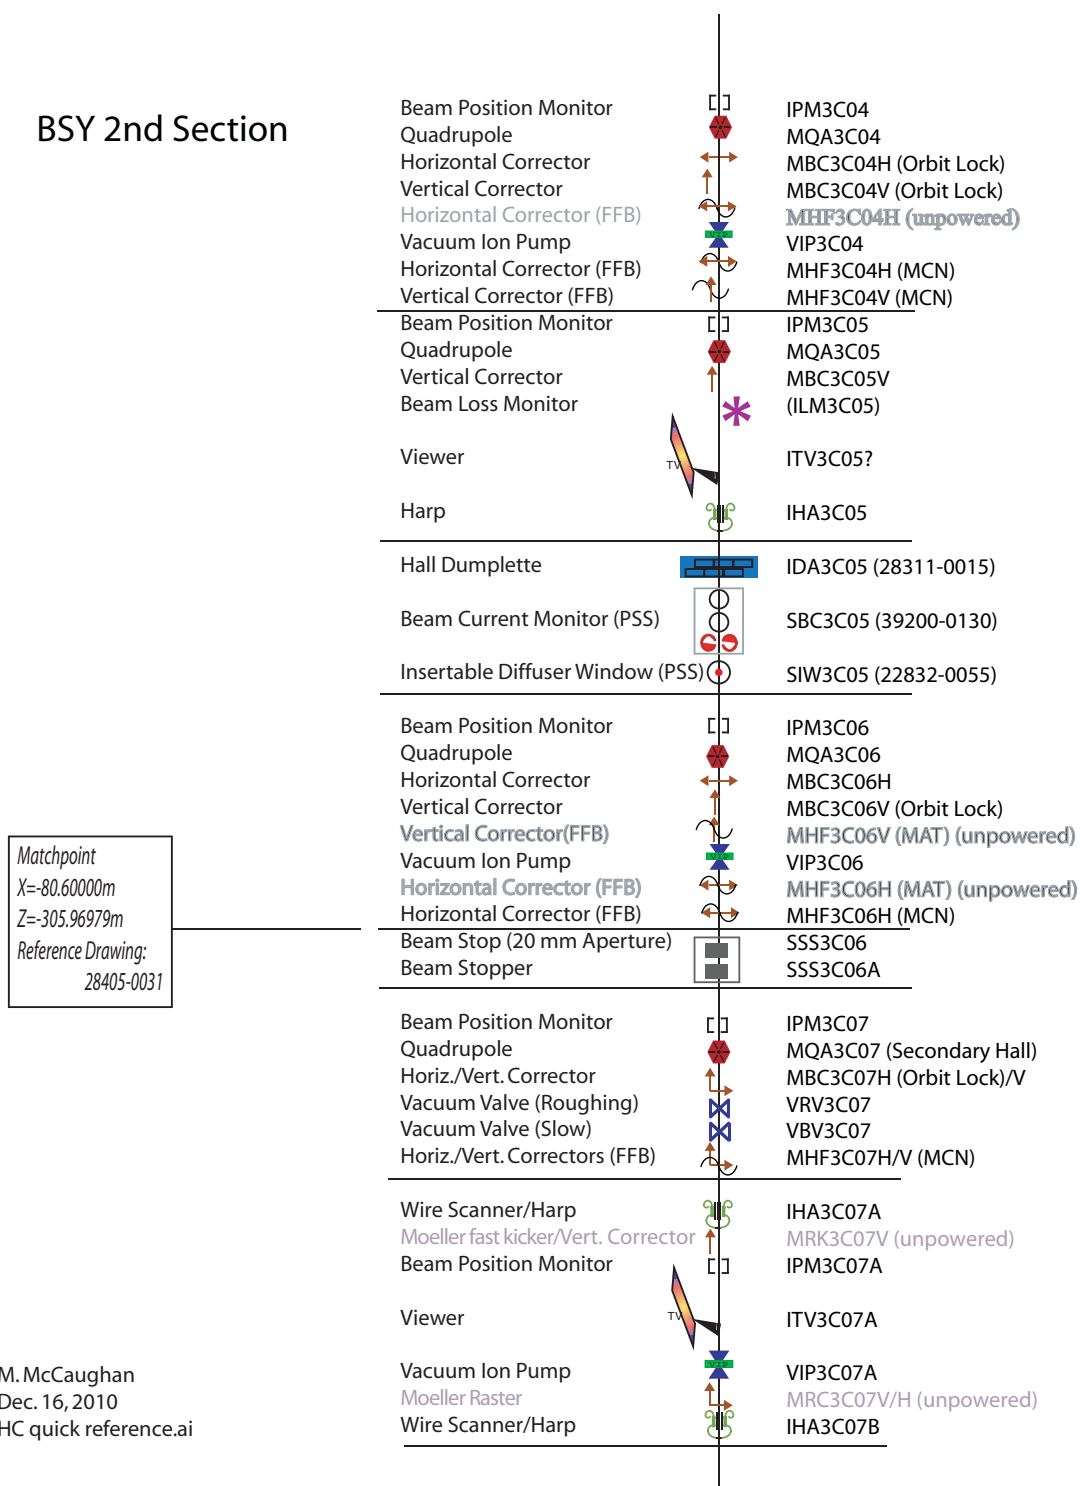 BSY 2nd Section
Beam Position Monitor IPM3C04
Quadrupole MQA3C04
Horizontal Corrector MBC3C04H (Orbit Lock)
Vertical Corrector MBC3C04V (Orbit Lock)
Horizontal Corrector (FFB) MHF3C04H (unpowered)
Vacuum Ion Pump VIP VIP3C04
Horizontal Corrector (FFB) MHF3C04H (MCN)
Vertical Corrector (FFB) MHF3C04V (MCN)
Beam Position Monitor IPM3C05
Quadrupole MQA3C05
Vertical Corrector MBC3C05V
Beam Loss Monitor (ILM3C05)
Viewer TV ITV3C05?
Harp IHA3C05
Hall Dumplette IDA3C05 (28311-0015)
Beam Current Monitor (PSS) SBC3C05 (39200-0130)
Insertable Diffuser Window (PSS) SIW3C05 (22832-0055)
Beam Position Monitor IPM3C06
Quadrupole MQA3C06
Horizontal Corrector MBC3C06H
Vertical Corrector MBC3C06V (Orbit Lock)
Vertical Corrector(FFB) MHF3C06V (MAT) (unpowered)
Vacuum Ion Pump VIP VIP3C06
Horizontal Corrector (FFB) MHF3C06H (MAT) (unpowered)
Horizontal Corrector (FFB) MHF3C06H (MCN)
Matchpoint
X=-80.60000m
Z=-305.96979m
Reference Drawing:
28405-0031
Beam Stop (20 mm Aperture) SSS3C06
Beam Stopper SSS3C06A
Beam Position Monitor IPM3C07
Quadrupole MQA3C07 (Secondary Hall)
Horiz./Vert. Corrector MBC3C07H (Orbit Lock)/V
Vacuum Valve (Roughing) VRV3C07
Vacuum Valve (Slow) VBV3C07
Horiz./Vert. Correctors (FFB) MHF3C07H/V (MCN)
Wire Scanner/Harp IHA3C07A
Moeller fast kicker/Vert. Corrector MRK3C07V (unpowered)
Beam Position Monitor IPM3C07A
Viewer TV ITV3C07A
Vacuum Ion Pump VIP VIP3C07A
Moeller Raster MRC3C07V/H (unpowered)
Wire Scanner/Harp IHA3C07B
M. McCaughan
Dec. 16, 2010
HC quick reference.ai